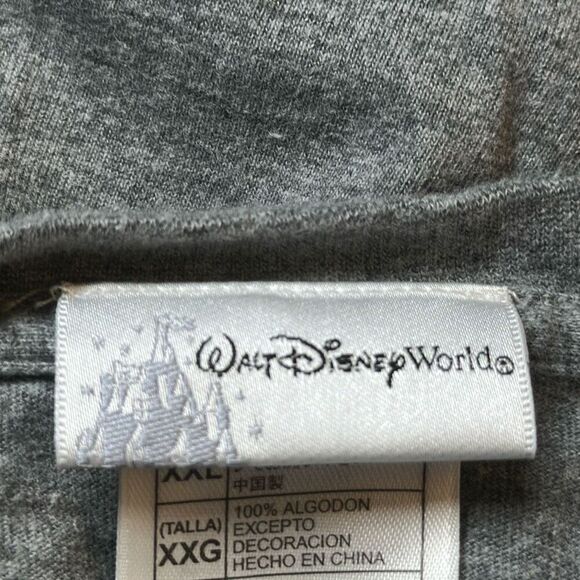 Walt Disney World®
XXL
中国製
(TALLA)
XXG
100% ALGODON
EXCEPTO
DECORACION
HECHO EN CHINA